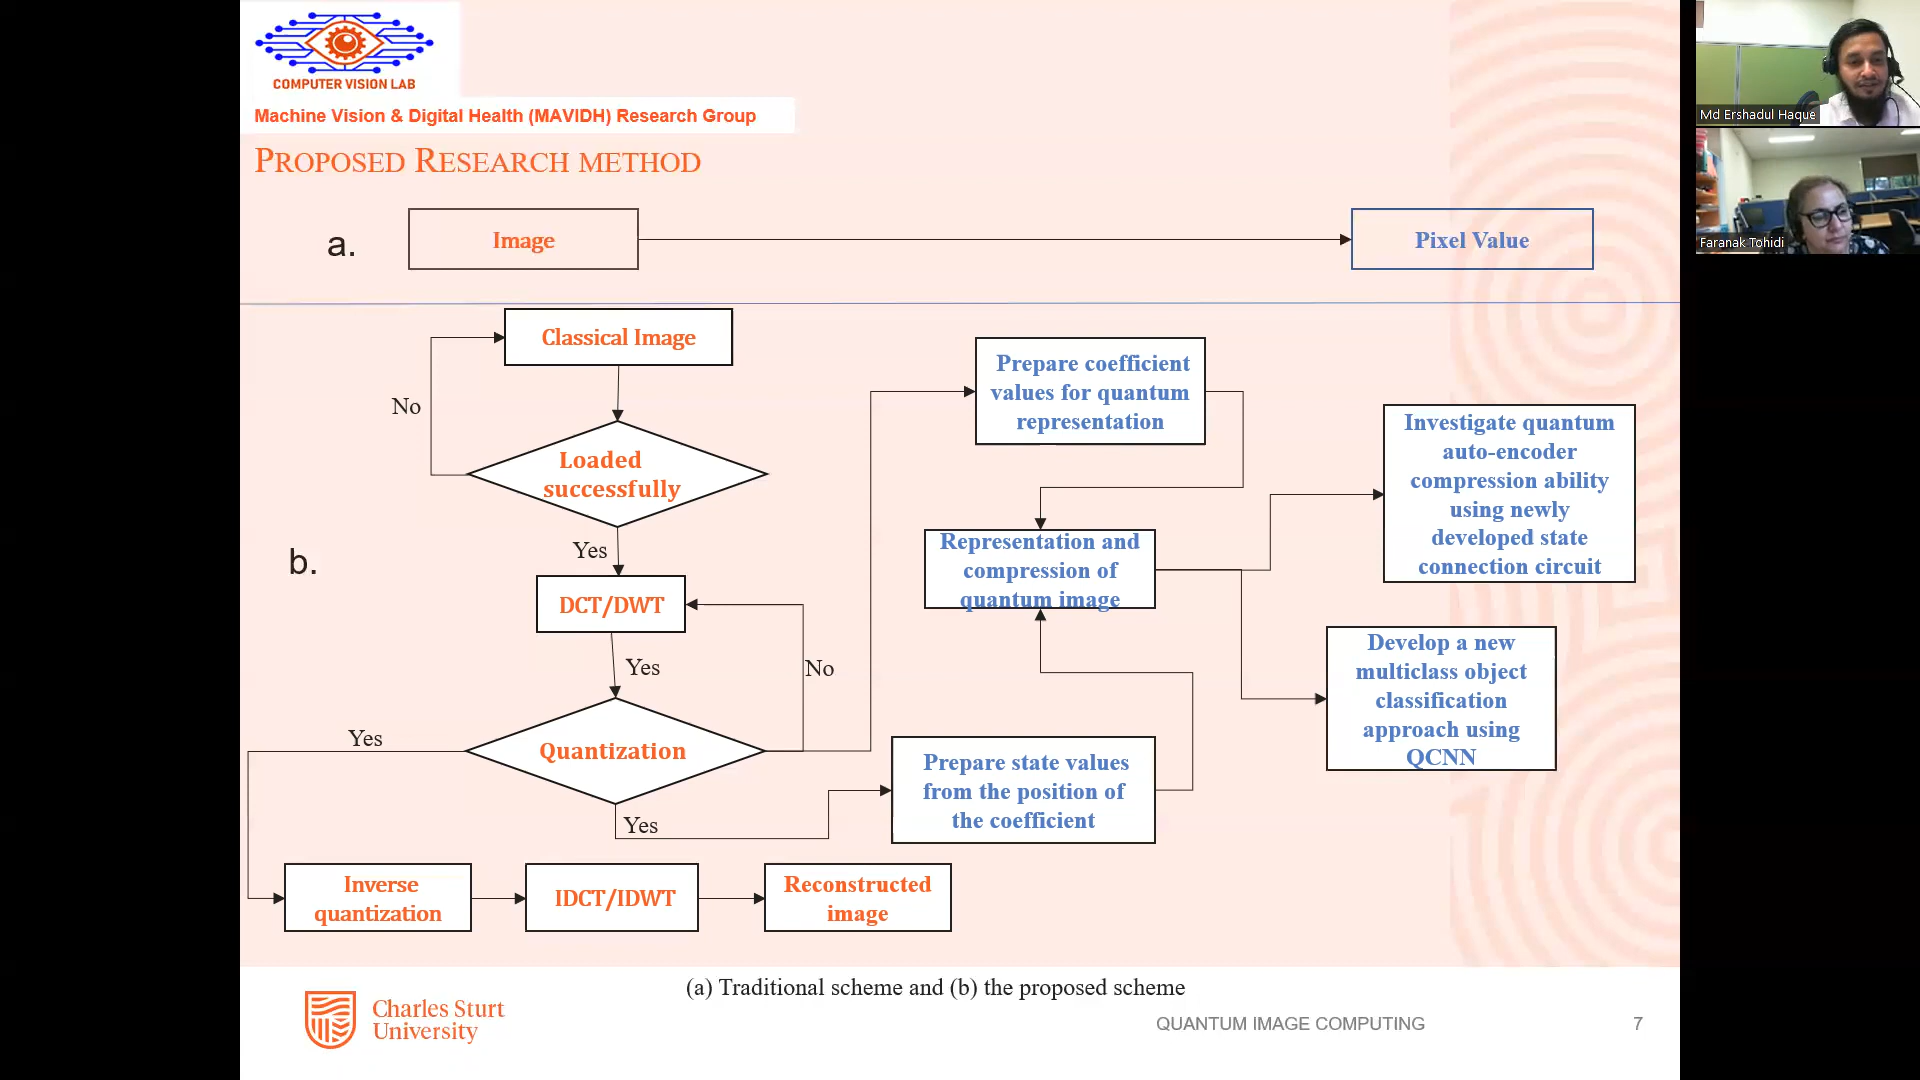 COMPUTER VISION LAB
Machine Vision & Digital Health (MAVIDH) Research Group
PROPOSED RESEARCH METHOD
a.
Image
Pixel Value
b.
Classical Image
No
Loaded
successfully
Yes
DCT/DWT
Yes
No
Quantization
Yes
Yes
Inverse
quantization
IDCT/IDWT
Reconstructed
image
Prepare coefficient
values for quantum
representation
Representation and
compression of
quantum image
Prepare state values
from the position of
the coefficient
Investigate quantum
auto-encoder
compression ability
using newly
developed state
connection circuit
Develop a new
multiclass object
classification
approach using
QCNN
(a) Traditional scheme and (b) the proposed scheme
Charles Sturt
University
QUANTUM IMAGE COMPUTING
7
Md Ershadul Haque
Faranak Tohidi